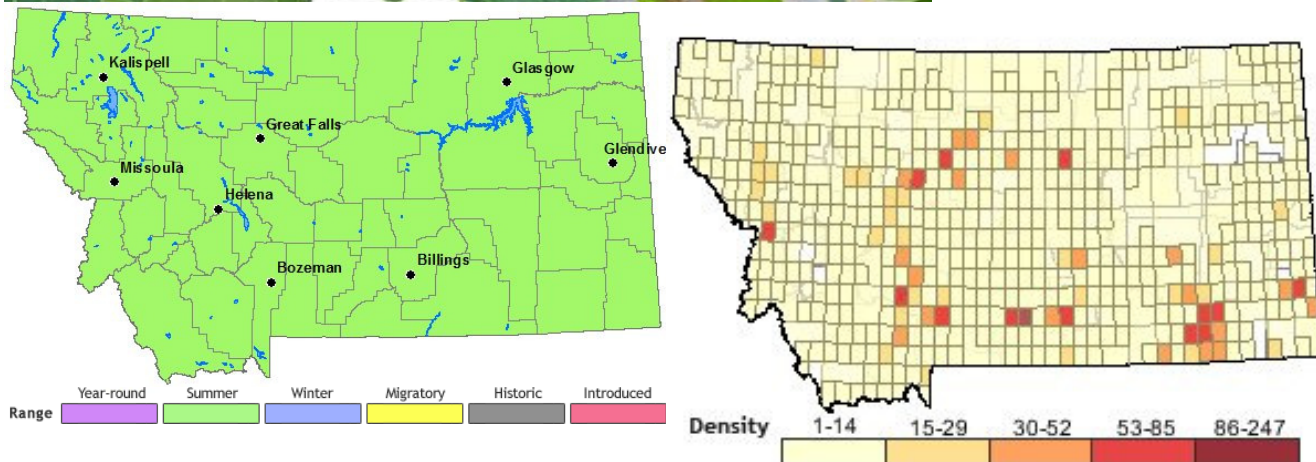 Kalispell
Glasgow
Great Falls
Glendive
Missoula
Helena
Bozeman
Billings
Year-round Summer Winter Migratory Historic Introduced
Range
Density 1-14 15-29 30-52 53-85 86-247